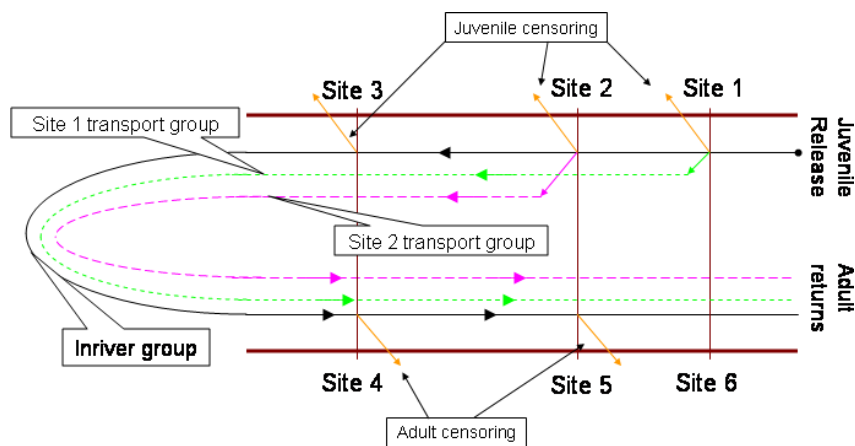 Juvenile censoring
Site 3
Site 2
Site 1
Site 1 transport group
Juvenile
Release
Site 2 transport group
Adult
returns
Inriver group
Site 4
Site 5
Site 6
Adult censoring